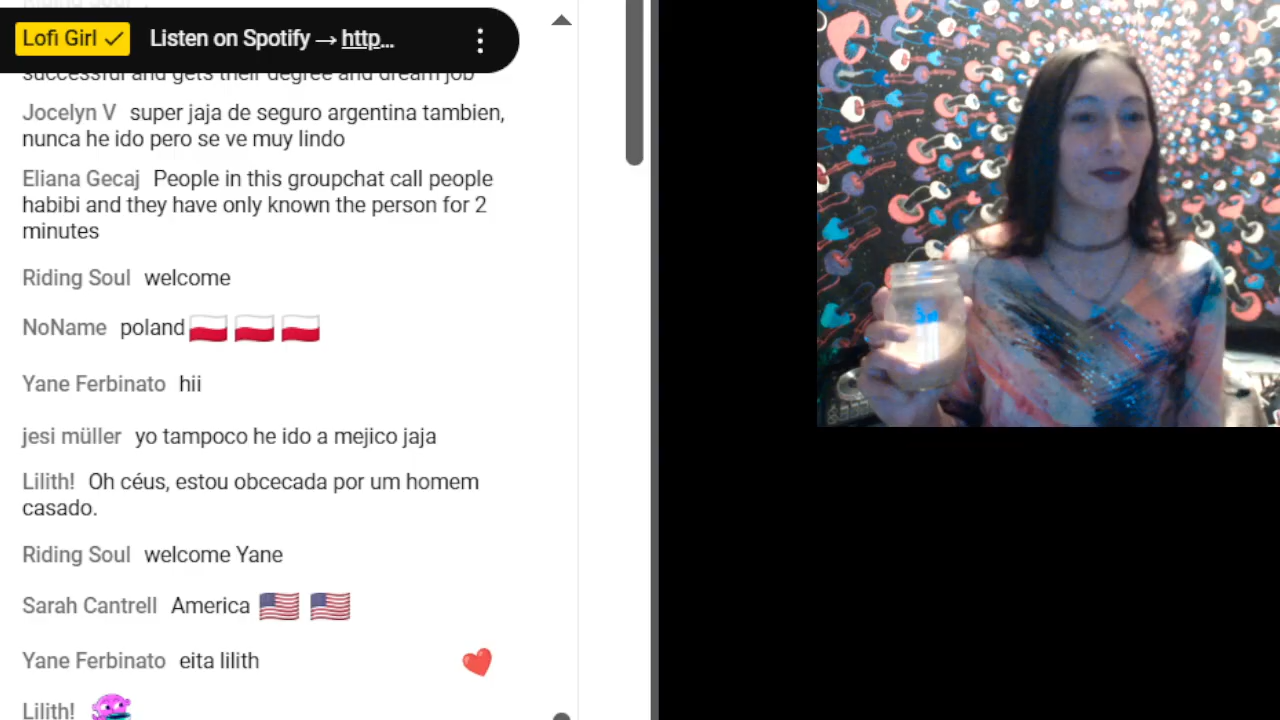 Lofi Girl ✓ Listen on Spotify → http...
successful and gets their degree and dream job
Jocelyn V super jaja de seguro argentina tambien,
nunca he ido pero se ve muy lindo
Eliana Gecaj People in this groupchat call people
habibi and they have only known the person for 2
minutes
Riding Soul welcome
NoName poland 🇵🇱 🇵🇱 🇵🇱
Yane Ferbinato hii
jesi müller yo tampoco he ido a mejico jaja
Lilith! Oh céus, estou obcecada por um homem
casado.
Riding Soul welcome Yane
Sarah Cantrell America 🇺🇸 🇺🇸
Yane Ferbinato eita lilith
Lilith!